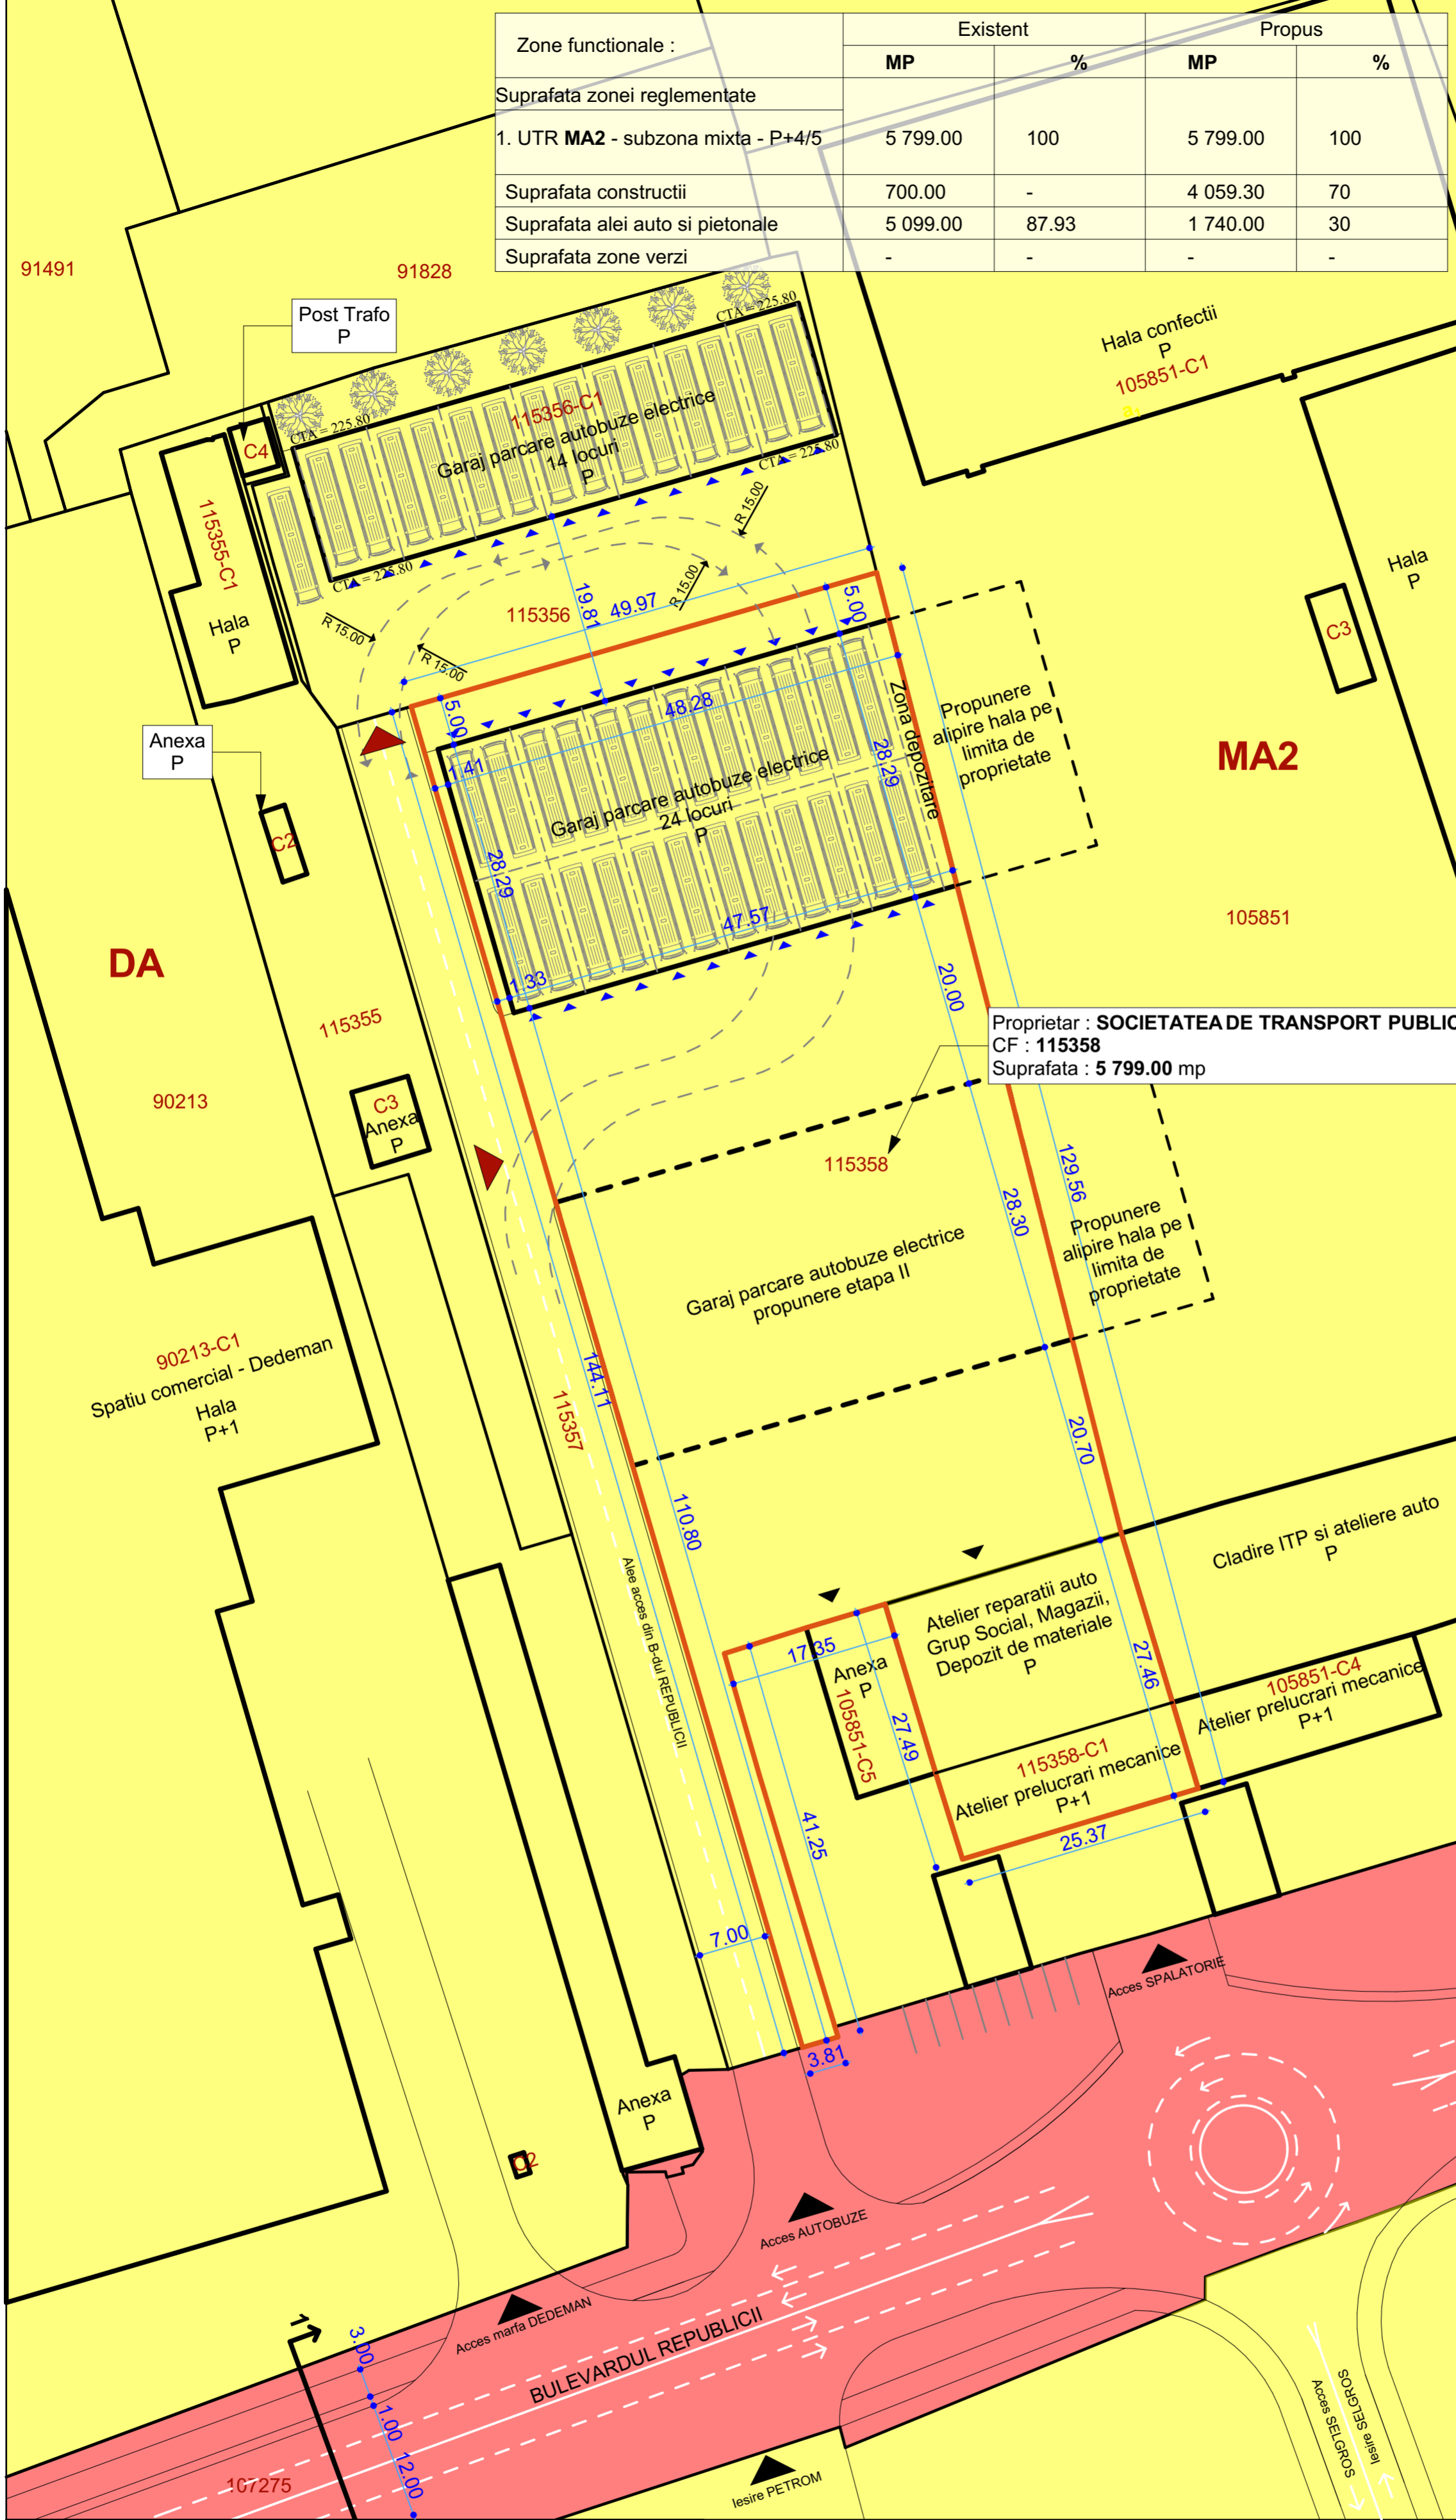 Zone functionale :
Existent
Propus
MP
%
MP
%
Suprafata zonei reglementate
1. UTR MA2 - subzona mixta - P+4/5
5 799.00
100
5 799.00
100
Suprafata constructii
700.00
-
4 059.30
70
Suprafata alei auto si pietonale
5 099.00
87.93
1 740.00
30
Suprafata zone verzi
-
-
-
-
91491
91828
Post Trafo
P
CTA = 225.80
CTA = 225.80
CTA = 225.80
CTA = 225.80
C4
115356-C1
Garaj parcare autobuze electrice
14 locuri
P
Hala confectii
P
105851-C1
a.
115355-C1
Hala
P
Hala
P
C3
R 15.00
R 15.00
R 15.00
R 15.00
115356
19.81
49.97
5.00
5.00
48.28
1.41
28.29
28.29
Garaj parcare autobuze electrice
24 locuri
P
Zona depozitare
47.57
1.33
Propunere
alipire hala pe
limita de
proprietate
MA2
Anexa
P
C2
DA
105851
115355
90213
C3
Anexa
P
20.00
Proprietar : SOCIETATEA DE TRANSPORT PUBLIC
CF : 115358
Suprafata : 5 799.00 mp
115358
129.56
28.30
Propunere
alipire hala pe
limita de
proprietate
Garaj parcare autobuze electrice
propunere etapa II
90213-C1
Spatiu comercial - Dedeman
Hala
P+1
144.11
115357
110.80
20.70
Alee acces din B-dul REPUBLICII
Cladire ITP si ateliere auto
P
Atelier reparatii auto
Grup Social, Magazii,
Depozit de materiale
P
17.35
Anexa
P
105851-C5
27.49
27.46
105851-C4
Atelier prelucrari mecanice
P+1
115358-C1
Atelier prelucrari mecanice
P+1
25.37
41.25
7.00
3.81
Acces SPALATORIE
Anexa
P
C2
Acces AUTOBUZE
Acces marfa DEDEMAN
BULEVARDUL REPUBLICII
1
3.00
1.00
12.00
107275
Iesire PETROM
Acces SELGROS
Iesire SELGROS